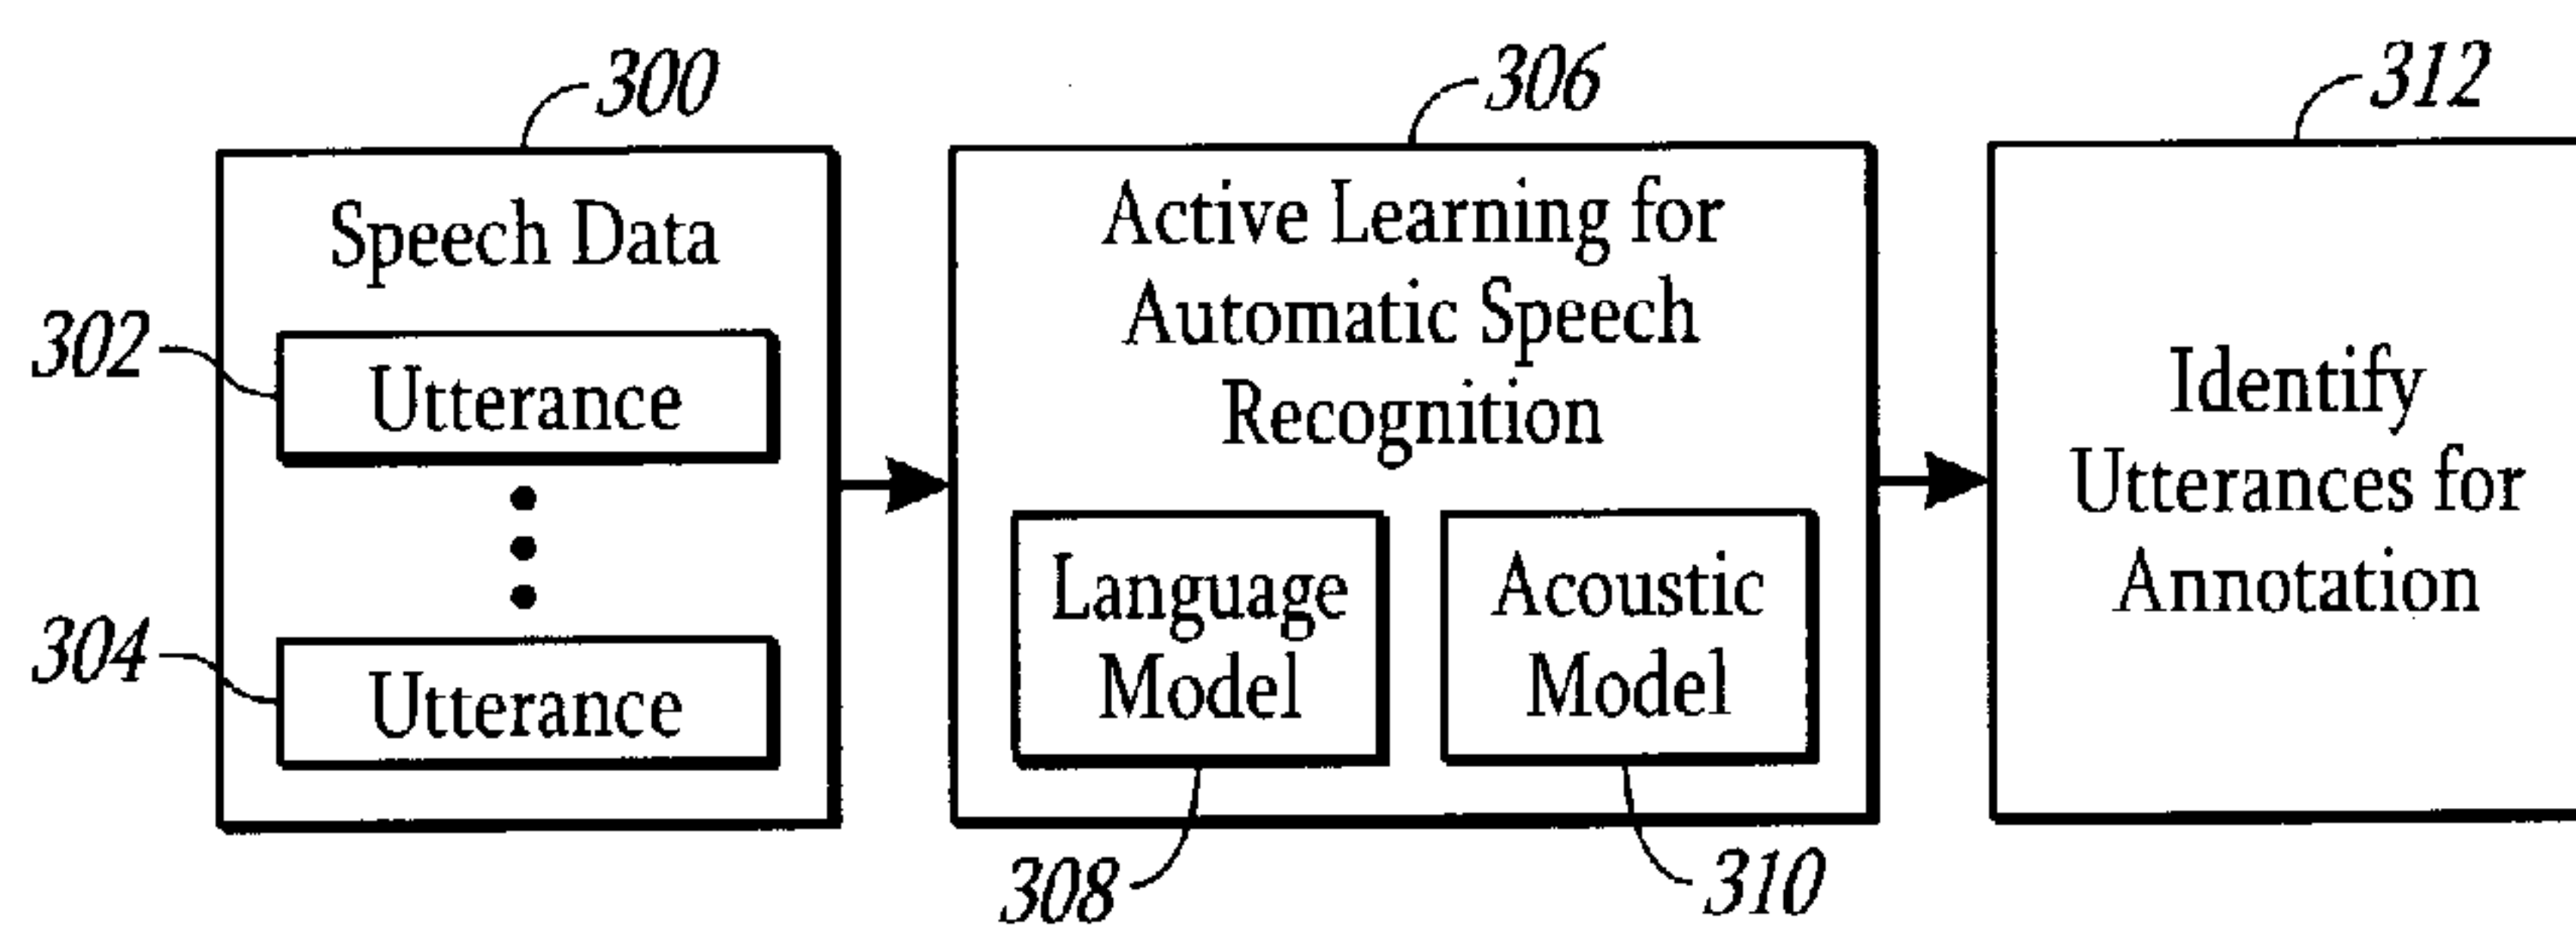 300
306
312
Speech Data
302
Utterance
304
Utterance
Active Learning for
Automatic Speech
Recognition
Language
Model
Acoustic
Model
308
310
Identify
Utterances for
Annotation